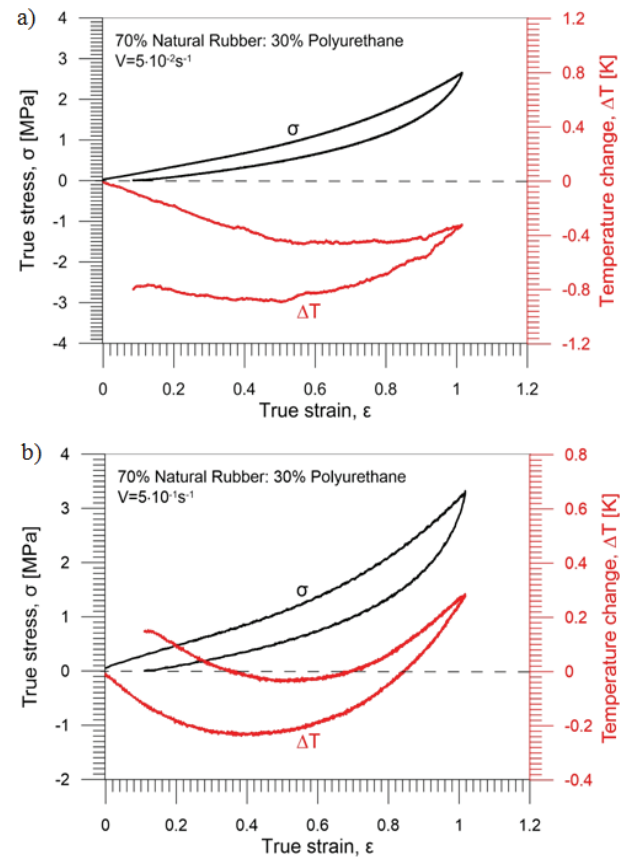 a)
70% Natural Rubber: 30% Polyurethane
V=5·10⁻²s⁻¹
True stress, σ [MPa]
4
3
2
1
0
-1
-2
-3
-4
σ
ΔT
Temperature change, ΔT [K]
1.2
0.8
0.4
0
-0.4
-0.8
-1.2
0 0.2 0.4 0.6 0.8 1 1.2
True strain, ε
b)
70% Natural Rubber: 30% Polyurethane
V=5·10⁻¹s⁻¹
True stress, σ [MPa]
4
3
2
1
0
-1
-2
σ
ΔT
Temperature change, ΔT [K]
0.8
0.6
0.4
0.2
0
-0.2
-0.4
0 0.2 0.4 0.6 0.8 1 1.2
True strain, ε